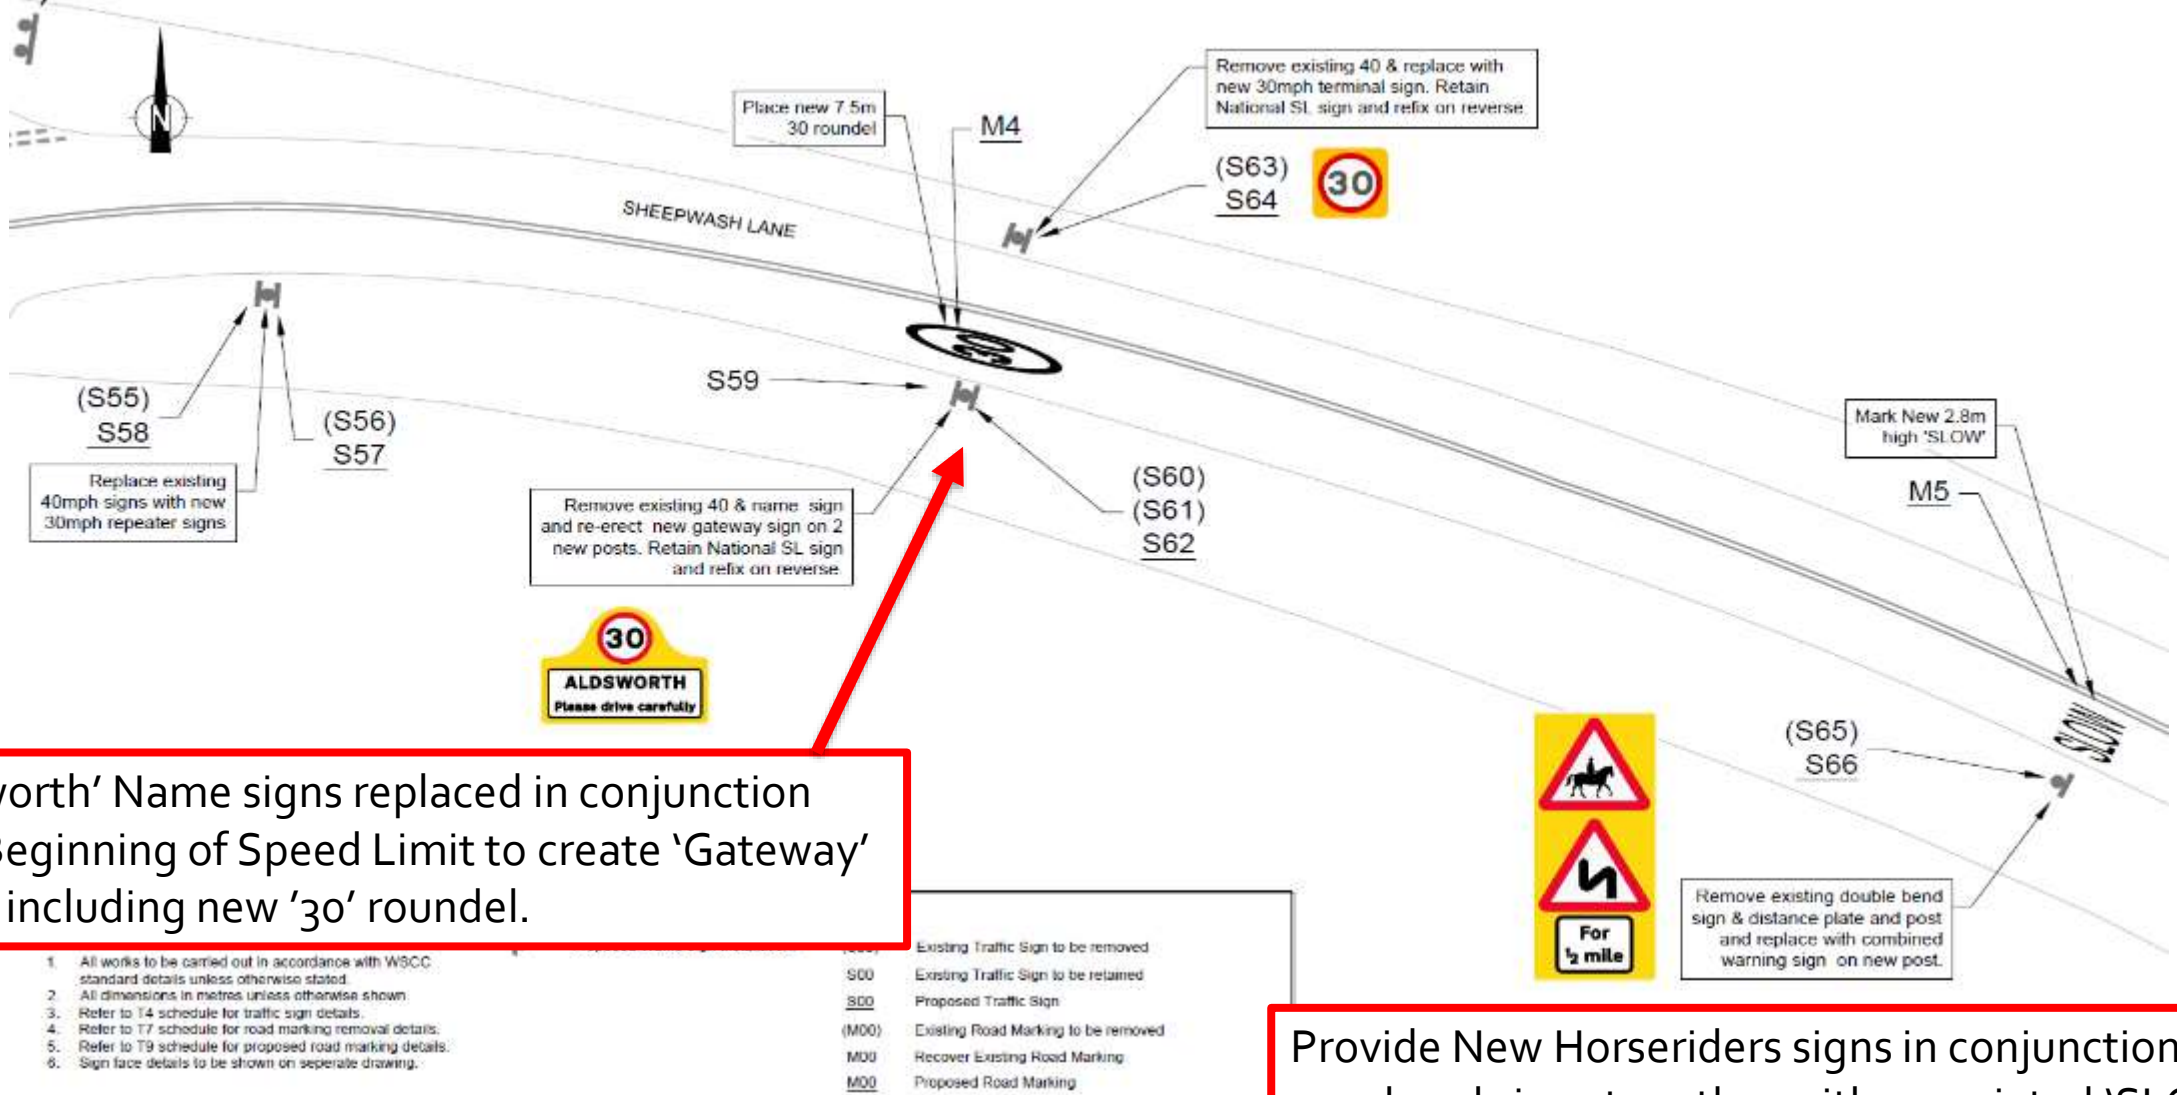 N
SHEEPWASH LANE
Place new 7.5m
30 roundel
M4
Remove existing 40 & replace with
new 30mph terminal sign. Retain
National SL sign and refix on reverse
(S63)
S64
30
30
(S55)
S58
(S56)
S57
Replace existing
40mph signs with new
30mph repeater signs
S59
Remove existing 40 & name sign
and re-erect new gateway sign on 2
new posts. Retain National SL sign
and refix on reverse
(S60)
(S61)
S62
Mark New 2.8m
high 'SLOW'
M5
SLOW
30
ALDSWORTH
Please drive carefully
(S65)
S66
For
½ mile
Remove existing double bend
sign & distance plate and post
and replace with combined
warning sign on new post.
worth’ Name signs replaced in conjunction
Beginning of Speed Limit to create ‘Gateway’
including new ’30’ roundel.
1. All works to be carried out in accordance with WSCC
standard details unless otherwise stated.
2. All dimensions in metres unless otherwise shown
3. Refer to T4 schedule for traffic sign details.
4. Refer to T7 schedule for road marking removal details.
5. Refer to T9 schedule for proposed road marking details.
6. Sign face details to be shown on seperate drawing.
Existing Traffic Sign to be removed
S00 Existing Traffic Sign to be retained
S00 Proposed Traffic Sign
(M00) Existing Road Marking to be removed
M00 Recover Existing Road Marking
M00 Proposed Road Marking
Provide New Horseriders signs in conjunction